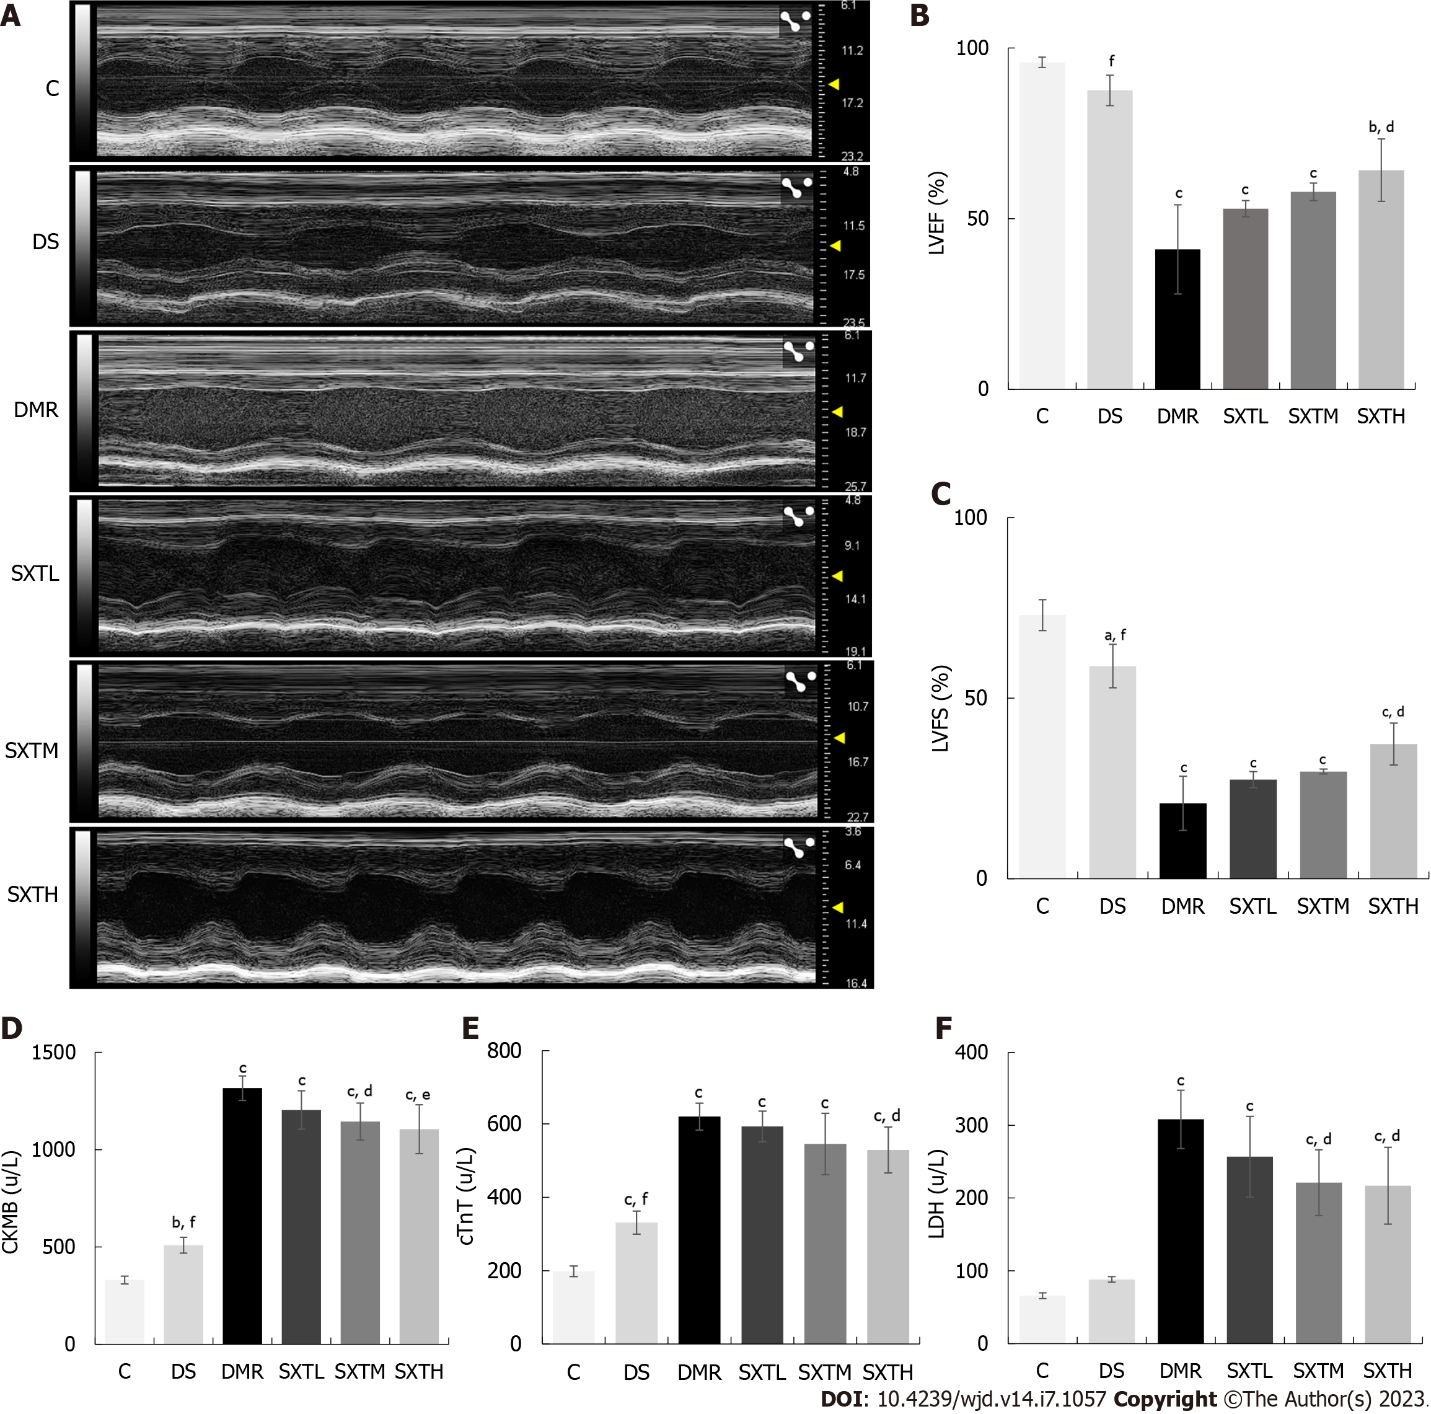 A
C
6.1
11.2
17.2
23.2
DS
4.8
11.5
17.5
23.5
DMR
6.1
11.7
18.7
25.7
SXTL
4.8
9.1
14.1
19.1
SXTM
6.1
10.7
16.7
22.7
SXTH
3.6
6.4
11.4
16.4
B
LVEF (%)
100
50
0
f
c
c
c
b, d
C DS DMR SXTL SXTM SXTH
C
LVFS (%)
100
50
0
a, f
c
c
c
c, d
C DS DMR SXTL SXTM SXTH
D
CKMB (u/L)
1500
1000
500
0
b, f
c
c
c, d
c, e
C DS DMR SXTL SXTM SXTH
E
cTnT (u/L)
800
600
400
200
0
c, f
c
c
c
c, d
C DS DMR SXTL SXTM SXTH
F
LDH (u/L)
400
300
200
100
0
c
c
c, d
c, d
C DS DMR SXTL SXTM SXTH
DOI: 10.4239/wjd.v14.i7.1057 Copyright ©The Author(s) 2023.